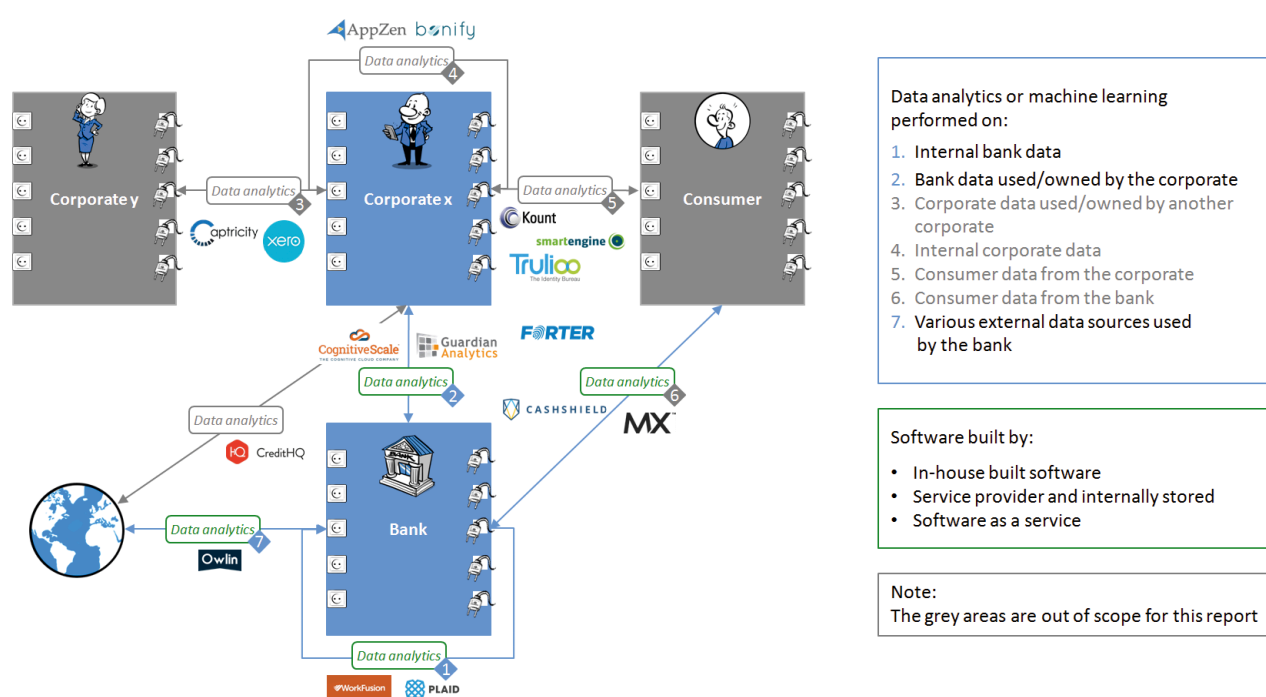 AppZen bonify
Data analytics
4
Corporate y
Data analytics
3
Captricity
xero
Corporate x
Data analytics
5
Kount
smartengine
Trulioo
The Identity Bureau
Consumer
CognitiveScale
THE COGNITIVE CLOUD COMPANY
Guardian
Analytics
FORTER
Data analytics
2
Data analytics
6
CASHSHIELD
MX™
Data analytics
HQ CreditHQ
BANK
Bank
Data analytics
7
Owlin
Data analytics
1
WorkFusion
PLAID
Data analytics or machine learning
performed on:
1. Internal bank data
2. Bank data used/owned by the corporate
3. Corporate data used/owned by another
corporate
4. Internal corporate data
5. Consumer data from the corporate
6. Consumer data from the bank
7. Various external data sources used
by the bank
Software built by:
• In-house built software
• Service provider and internally stored
• Software as a service
Note:
The grey areas are out of scope for this report